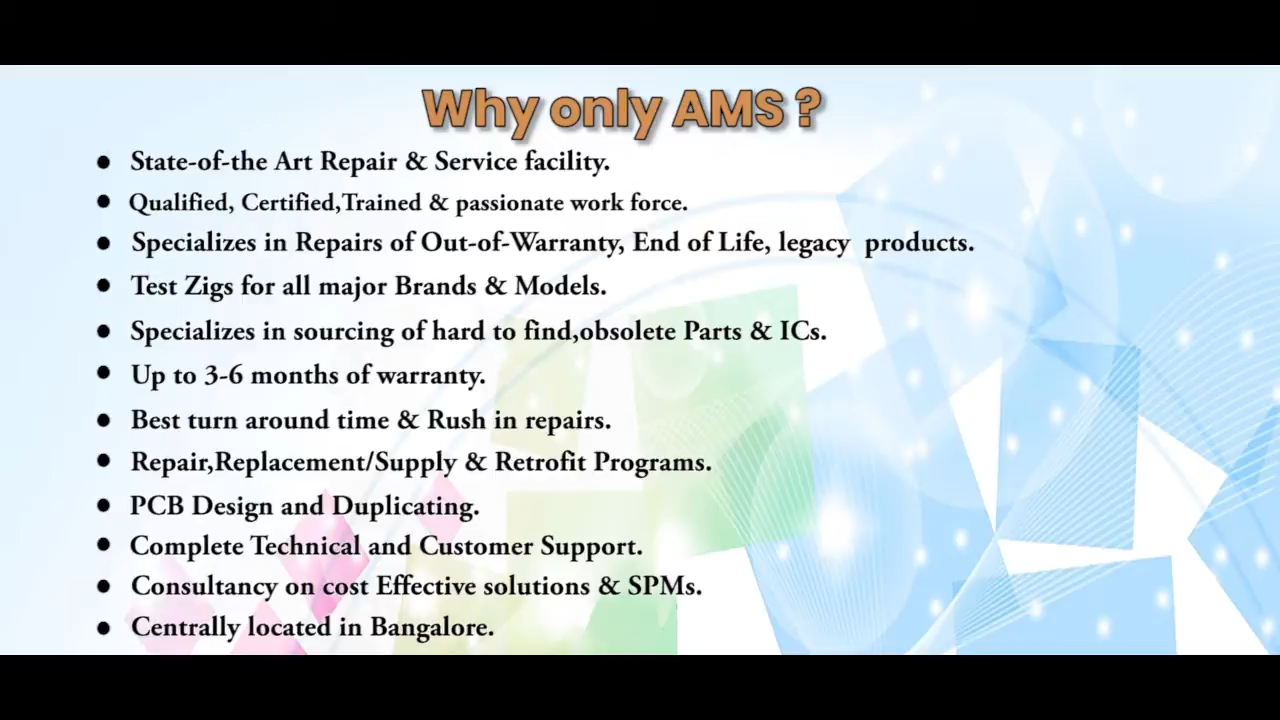 Why only AMS ?
● State-of-the Art Repair & Service facility.
● Qualified, Certified,Trained & passionate work force.
● Specializes in Repairs of Out-of-Warranty, End of Life, legacy  products.
● Test Zigs for all major Brands & Models.
● Specializes in sourcing of hard to find,obsolete Parts & ICs.
● Up to 3-6 months of warranty.
● Best turn around time & Rush in repairs.
● Repair,Replacement/Supply & Retrofit Programs.
● PCB Design and Duplicating.
● Complete Technical and Customer Support.
● Consultancy on cost Effective solutions & SPMs.
● Centrally located in Bangalore.